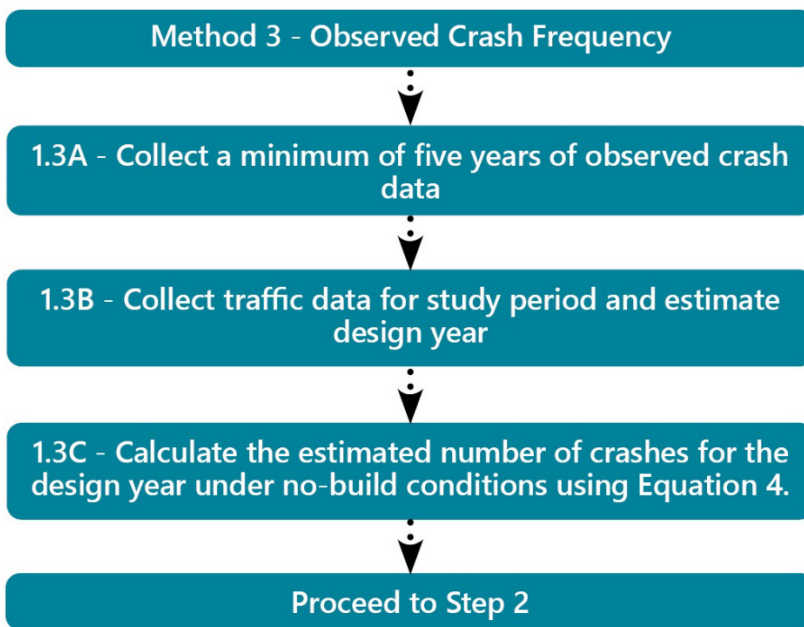 Method 3 - Observed Crash Frequency
1.3A - Collect a minimum of five years of observed crash
data
1.3B - Collect traffic data for study period and estimate
design year
1.3C - Calculate the estimated number of crashes for the
design year under no-build conditions using Equation 4.
Proceed to Step 2